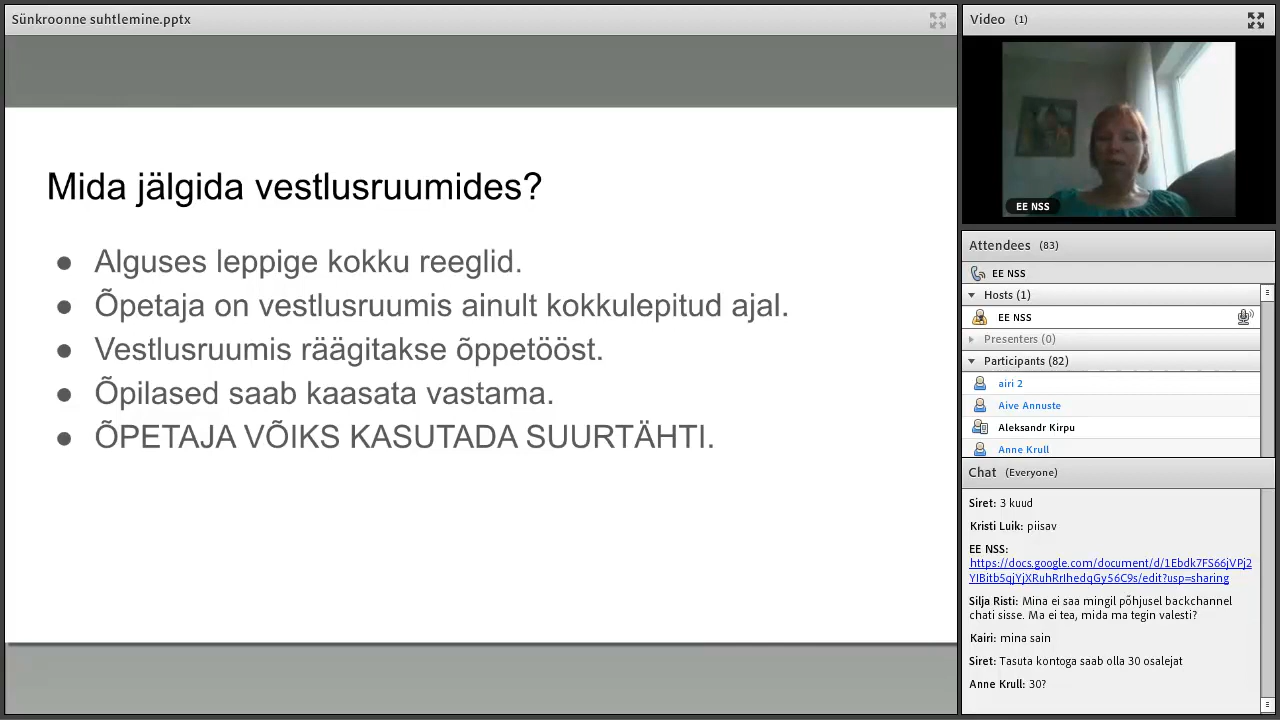 Sünkroonne suhtlemine.pptx
Mida jälgida vestlusruumides?
● Alguses leppige kokku reeglid.
● Õpetaja on vestlusruumis ainult kokkulepitud ajal.
● Vestlusruumis räägitakse õppetööst.
● Õpilased saab kaasata vastama.
● ÕPETAJA VÕIKS KASUTADA SUURTÄHTI.
Video (1)
EE NSS
Attendees (83)
EE NSS
Hosts (1)
EE NSS
Presenters (0)
Participants (82)
airi 2
Aive Annuste
Aleksandr Kirpu
Anne Krull
Chat (Everyone)
Siret: 3 kuud
Kristi Luik: piisav
EE NSS:
https://docs.google.com/document/d/1Ebdk7FS66jVPj2
YIBitb5qjYjXRuhRrIhedqGy56C9s/edit?usp=sharing
Silja Risti: Mina ei saa mingil põhjusel backchannel
chati sisse. Ma ei tea, mida ma tegin valesti?
Kairi: mina sain
Siret: Tasuta kontoga saab olla 30 osalejat
Anne Krull: 30?